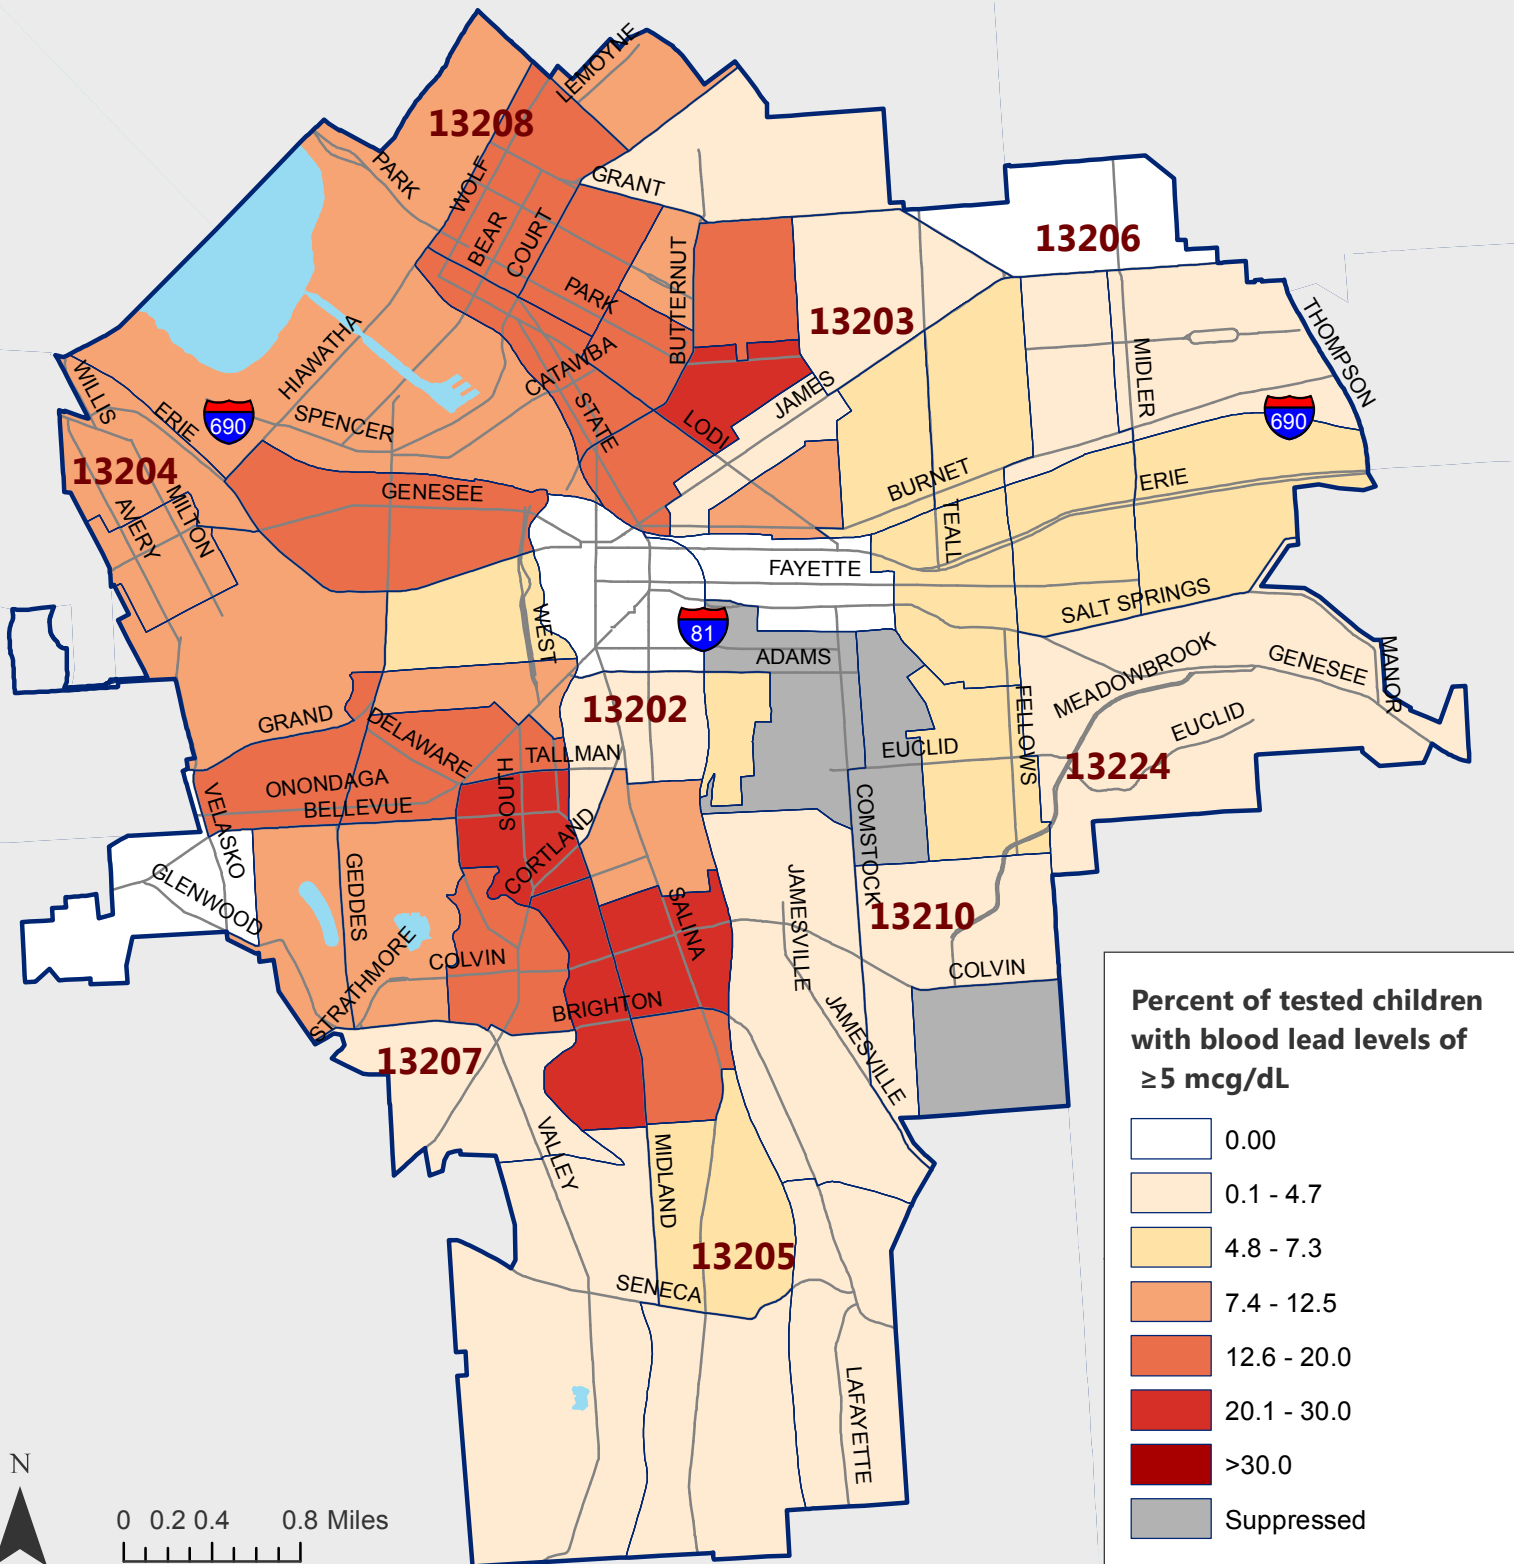 LEMOYNE
13208
PARK
WOLF
GRANT
BEAR
COURT
13206
PARK
BUTTERNUT
13203
THOMPSON
HIAWATHA
MIDLER
WILLIS
ERIE
690
SPENCER
CATAWBA
STATE
JAMES
LODI
690
13204
AVERY
MILTON
GENESEE
BURNET
TEALL
ERIE
FAYETTE
SALT SPRINGS
WEST
81
ADAMS
MEADOWBROOK
GENESEE
MANOR
13202
GRAND
DELAWARE
TALLMAN
EUCLID
FELLOWS
EUCLID
13224
ONONDAGA
BELLEVUE
SOUTH
VELASKO
CORTLAND
COMSTOCK
GLENWOOD
GEDDES
SALINA
JAMESVILLE
13210
STRATHMORE
COLVIN
COLVIN
BRIGHTON
JAMESVILLE
13207
VALLEY
MIDLAND
13205
SENECA
LAFAYETTE
Percent of tested children
with blood lead levels of
≥5 mcg/dL
0.00
0.1 - 4.7
4.8 - 7.3
7.4 - 12.5
12.6 - 20.0
20.1 - 30.0
>30.0
Suppressed
N
0 0.2 0.4 0.8 Miles